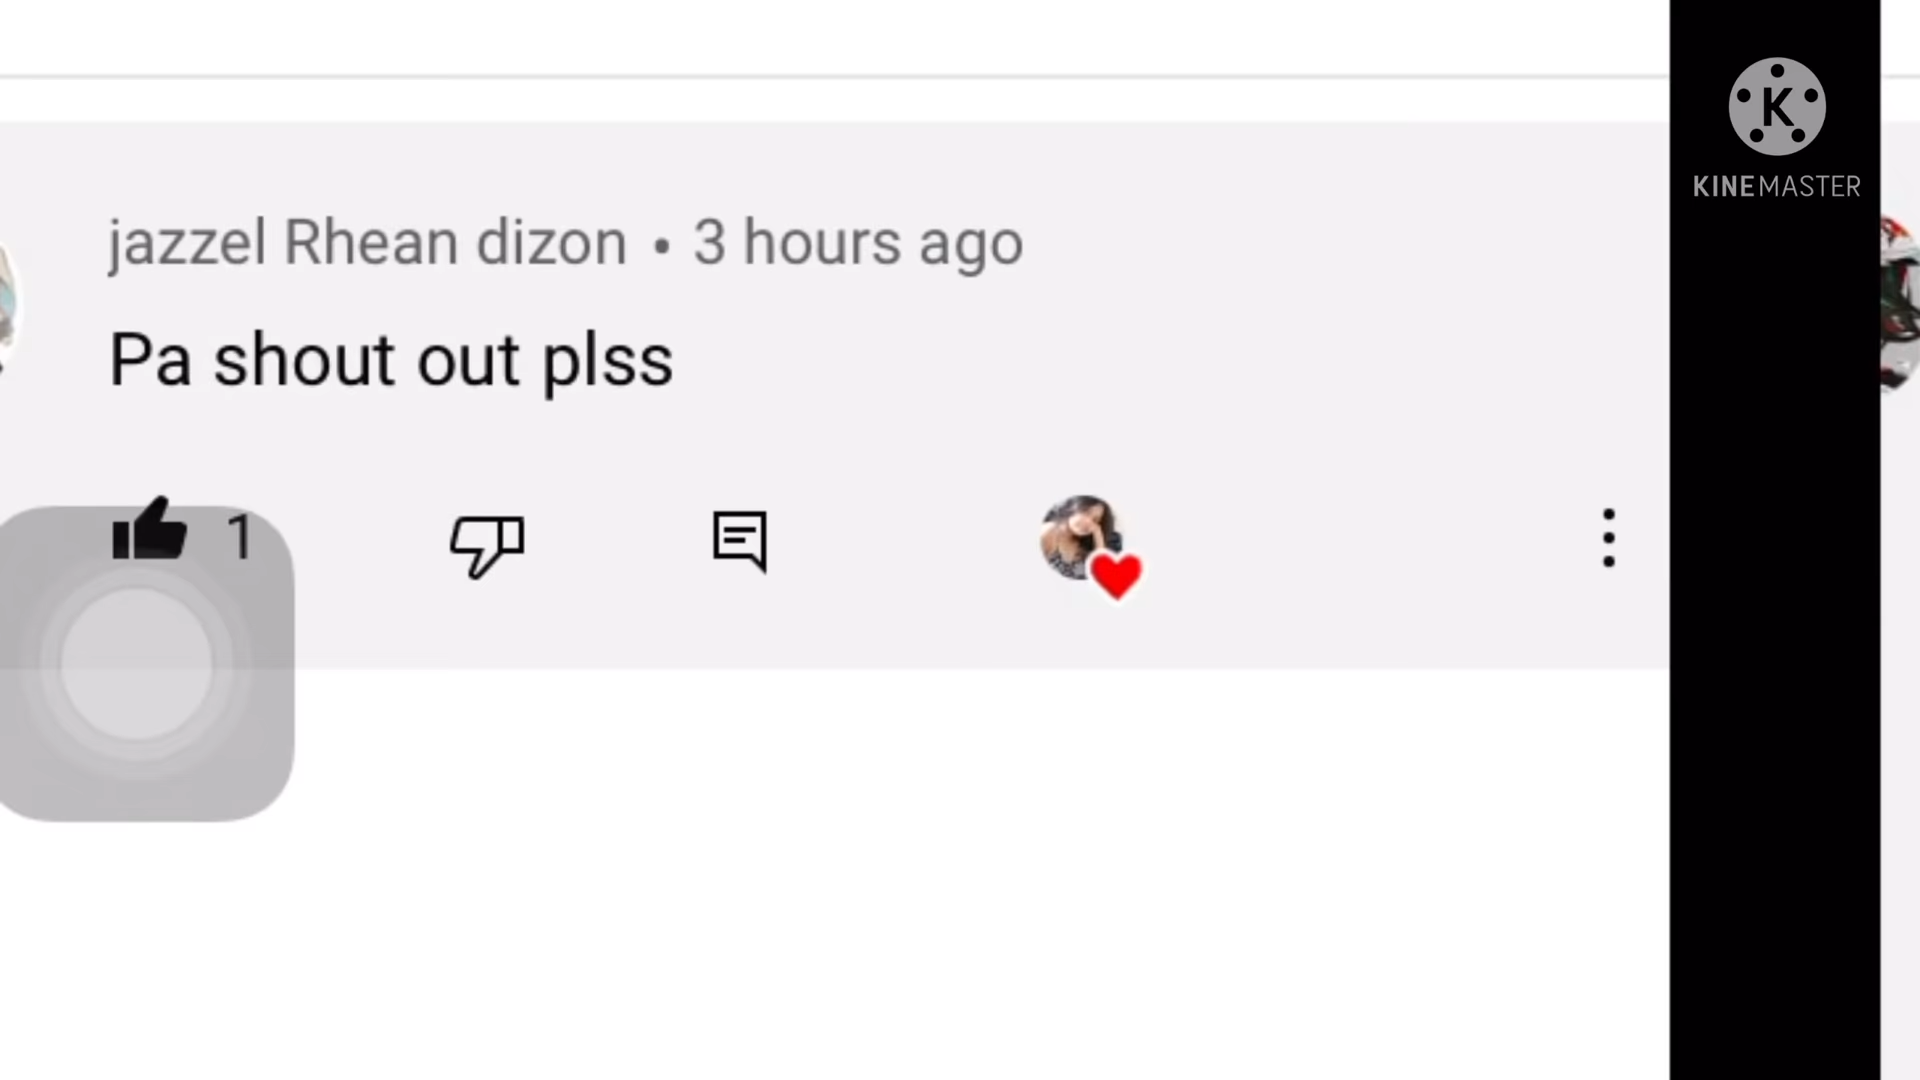 K
KINEMASTER
jazzel Rhean dizon • 3 hours ago
Pa shout out plss
1